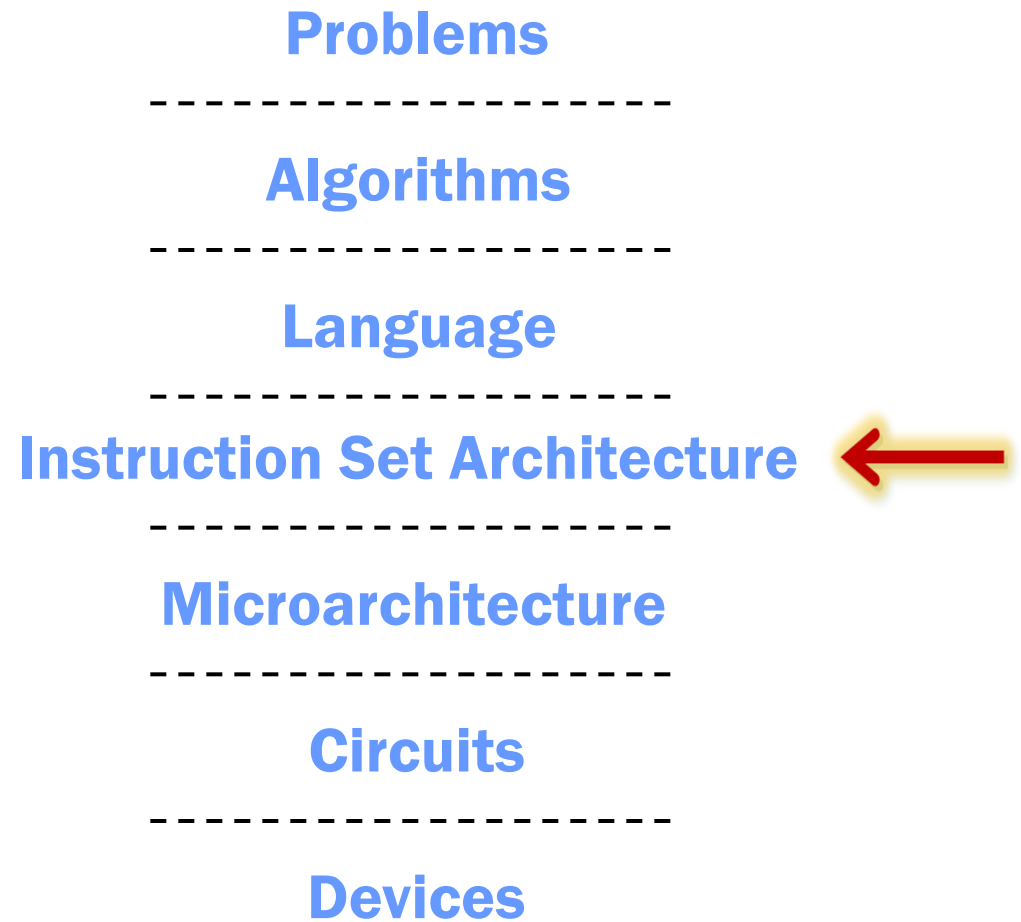 Problems
Algorithms
Language
Instruction Set Architecture
Microarchitecture
Circuits
Devices